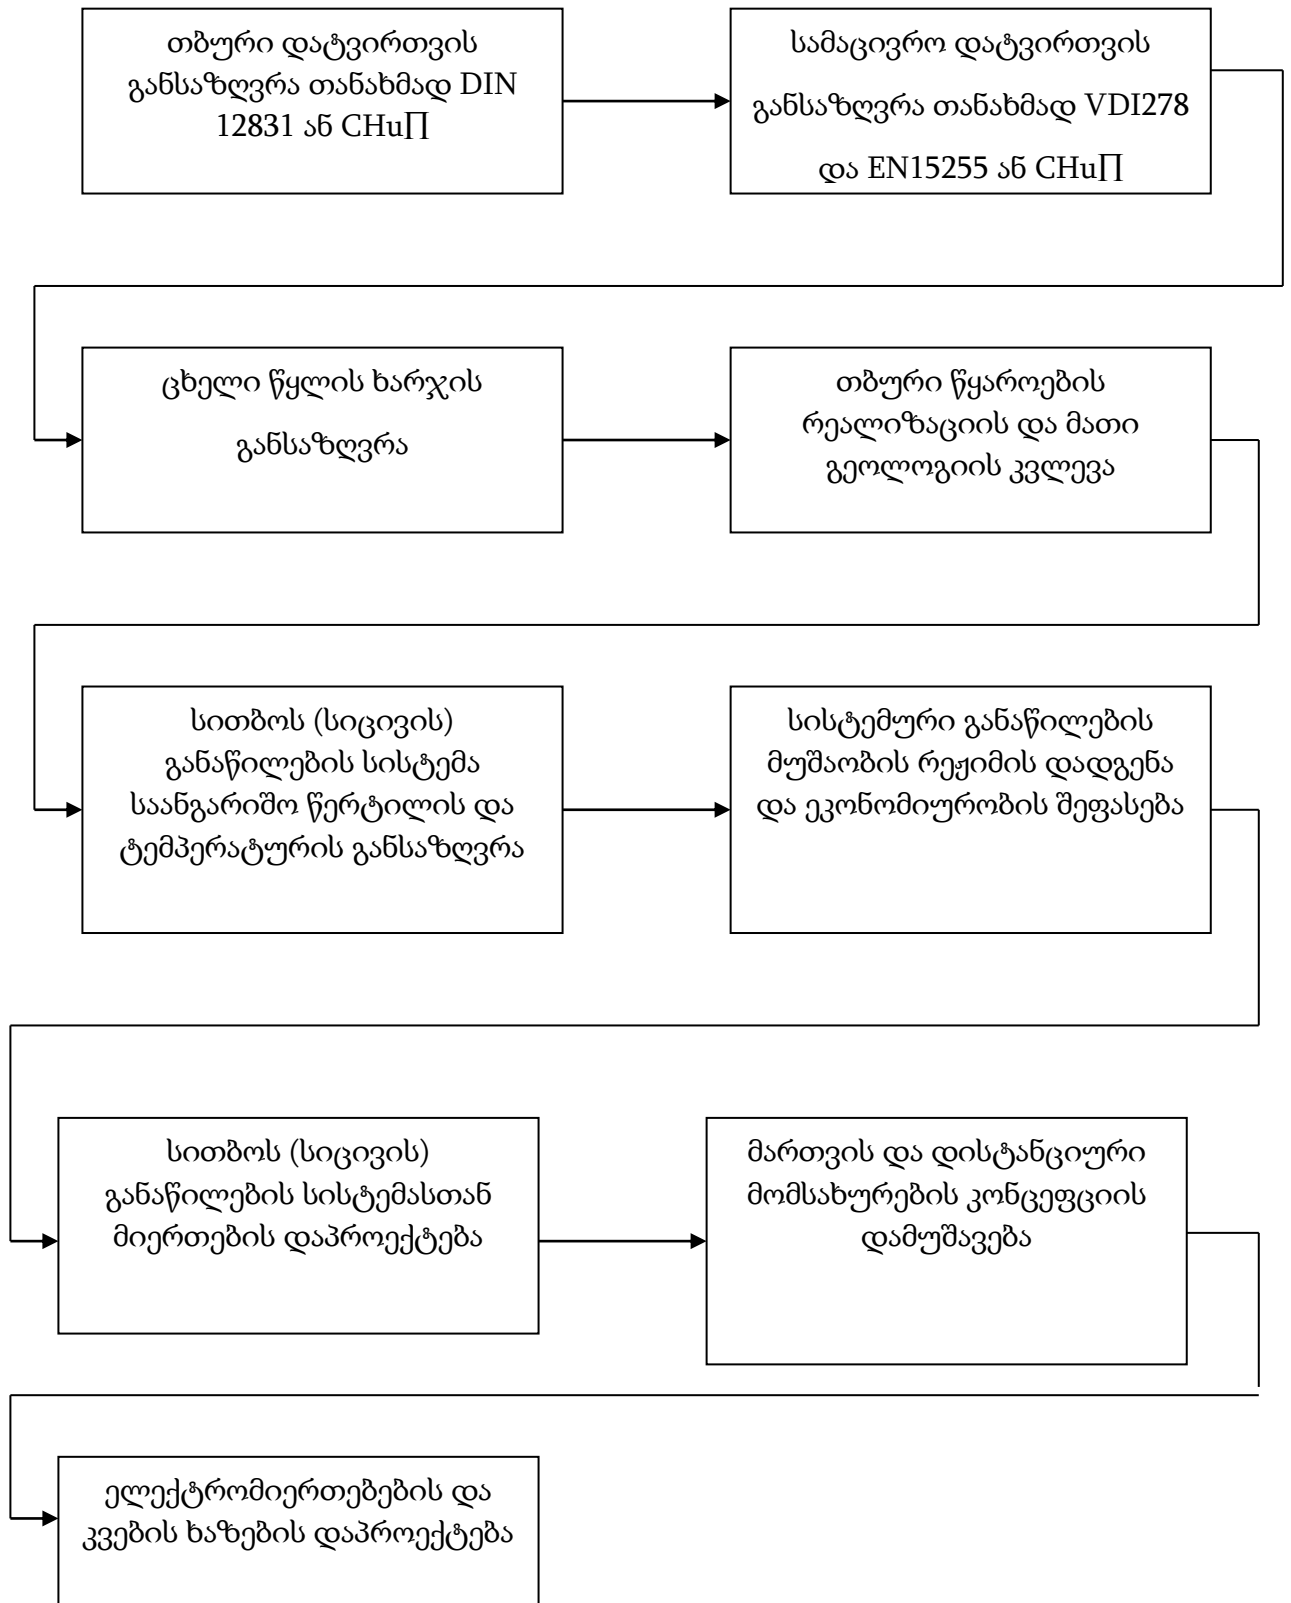 თბური დატვირთვის
განსაზღვრა თანახმად DIN
12831 ან CHuП
სამაცივრო დატვირთვის
განსაზღვრა თანახმად VDI278
და EN15255 ან CHuП
ცხელი წყლის ხარჯის
განსაზღვრა
თბური წყაროების
რეალიზაციის და მათი
გეოლოგიის კვლევა
სითბოს (სიცივის)
განაწილების სისტემა
საანგარიშო წერტილის და
ტემპერატურის განსაზღვრა
სისტემური განაწილების
მუშაობის რეჟიმის დადგენა
და ეკონომიურობის შეფასება
სითბოს (სიცივის)
განაწილების სისტემასთან
მიერთების დაპროექტება
მართვის და დისტანციური
მომსახურების კონცეფციის
დამუშავება
ელექტრომიერთებების და
კვების ხაზების დაპროექტება